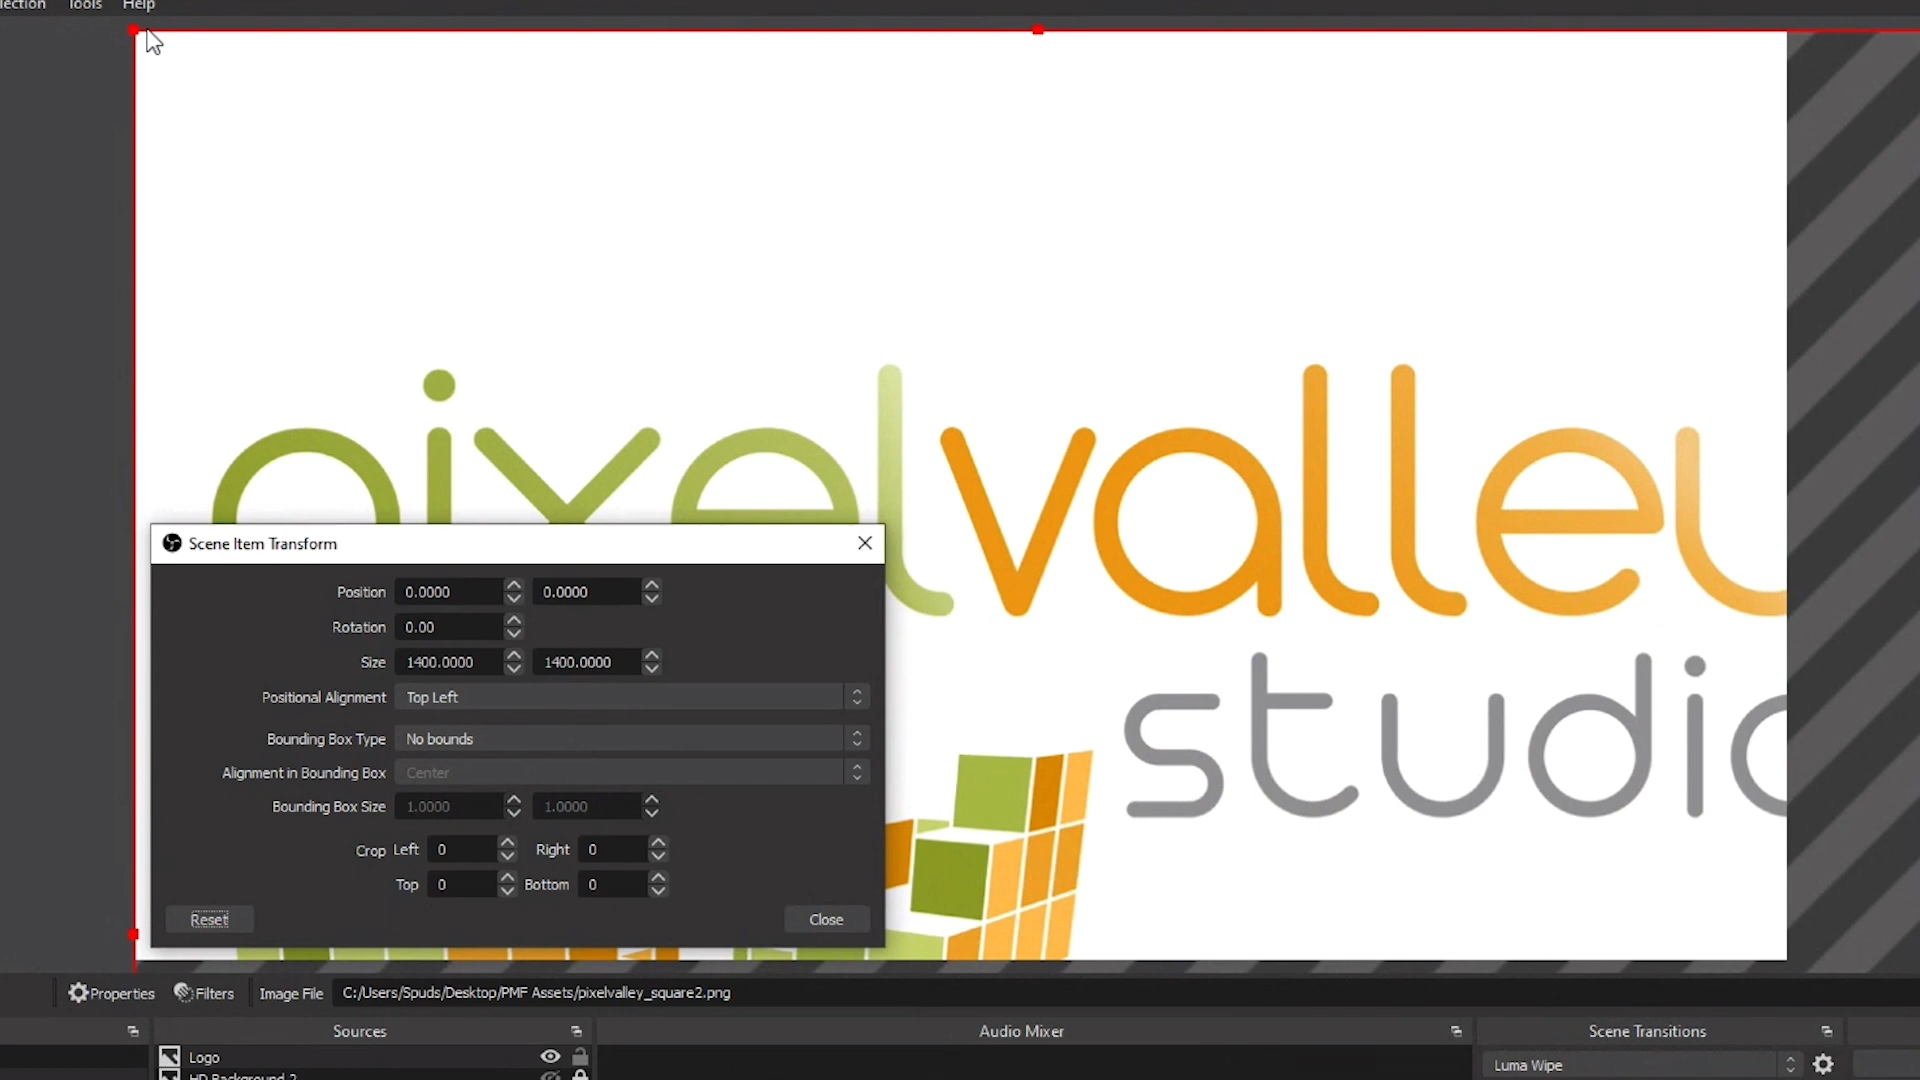 lection Tools Help
pixelvalley
studio
Scene Item Transform
Position 0.0000 0.0000
Rotation 0.00
Size 1400.0000 1400.0000
Positional Alignment Top Left
Bounding Box Type No bounds
Alignment in Bounding Box Center
Bounding Box Size 1.0000 1.0000
Crop Left 0 Right 0
Top 0 Bottom 0
Reset Close
Properties Filters Image File C:/Users/Spuds/Desktop/PMF Assets/pixelvalley_square2.png
Sources Audio Mixer Scene Transitions
Logo Luma Wipe
HD Background 2